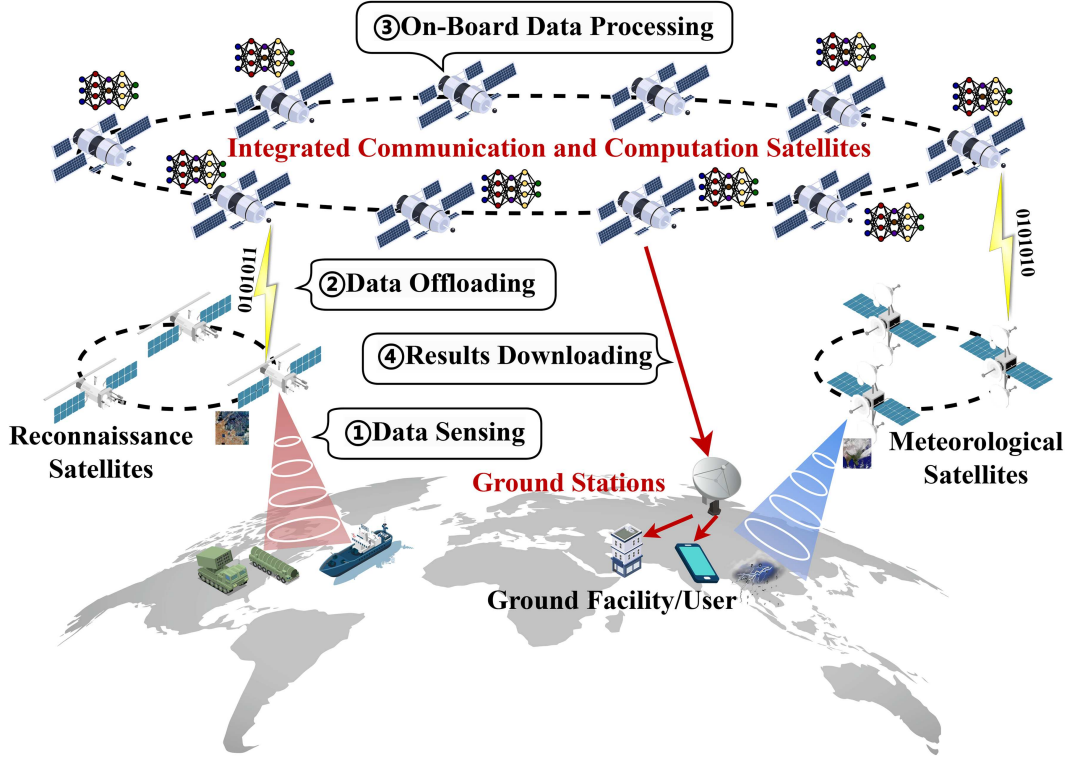 ③On-Board Data Processing
Integrated Communication and Computation Satellites
0101011
0101010
②Data Offloading
④Results Downloading
Reconnaissance
Satellites
①Data Sensing
Meteorological
Satellites
Ground Stations
Ground Facility/User